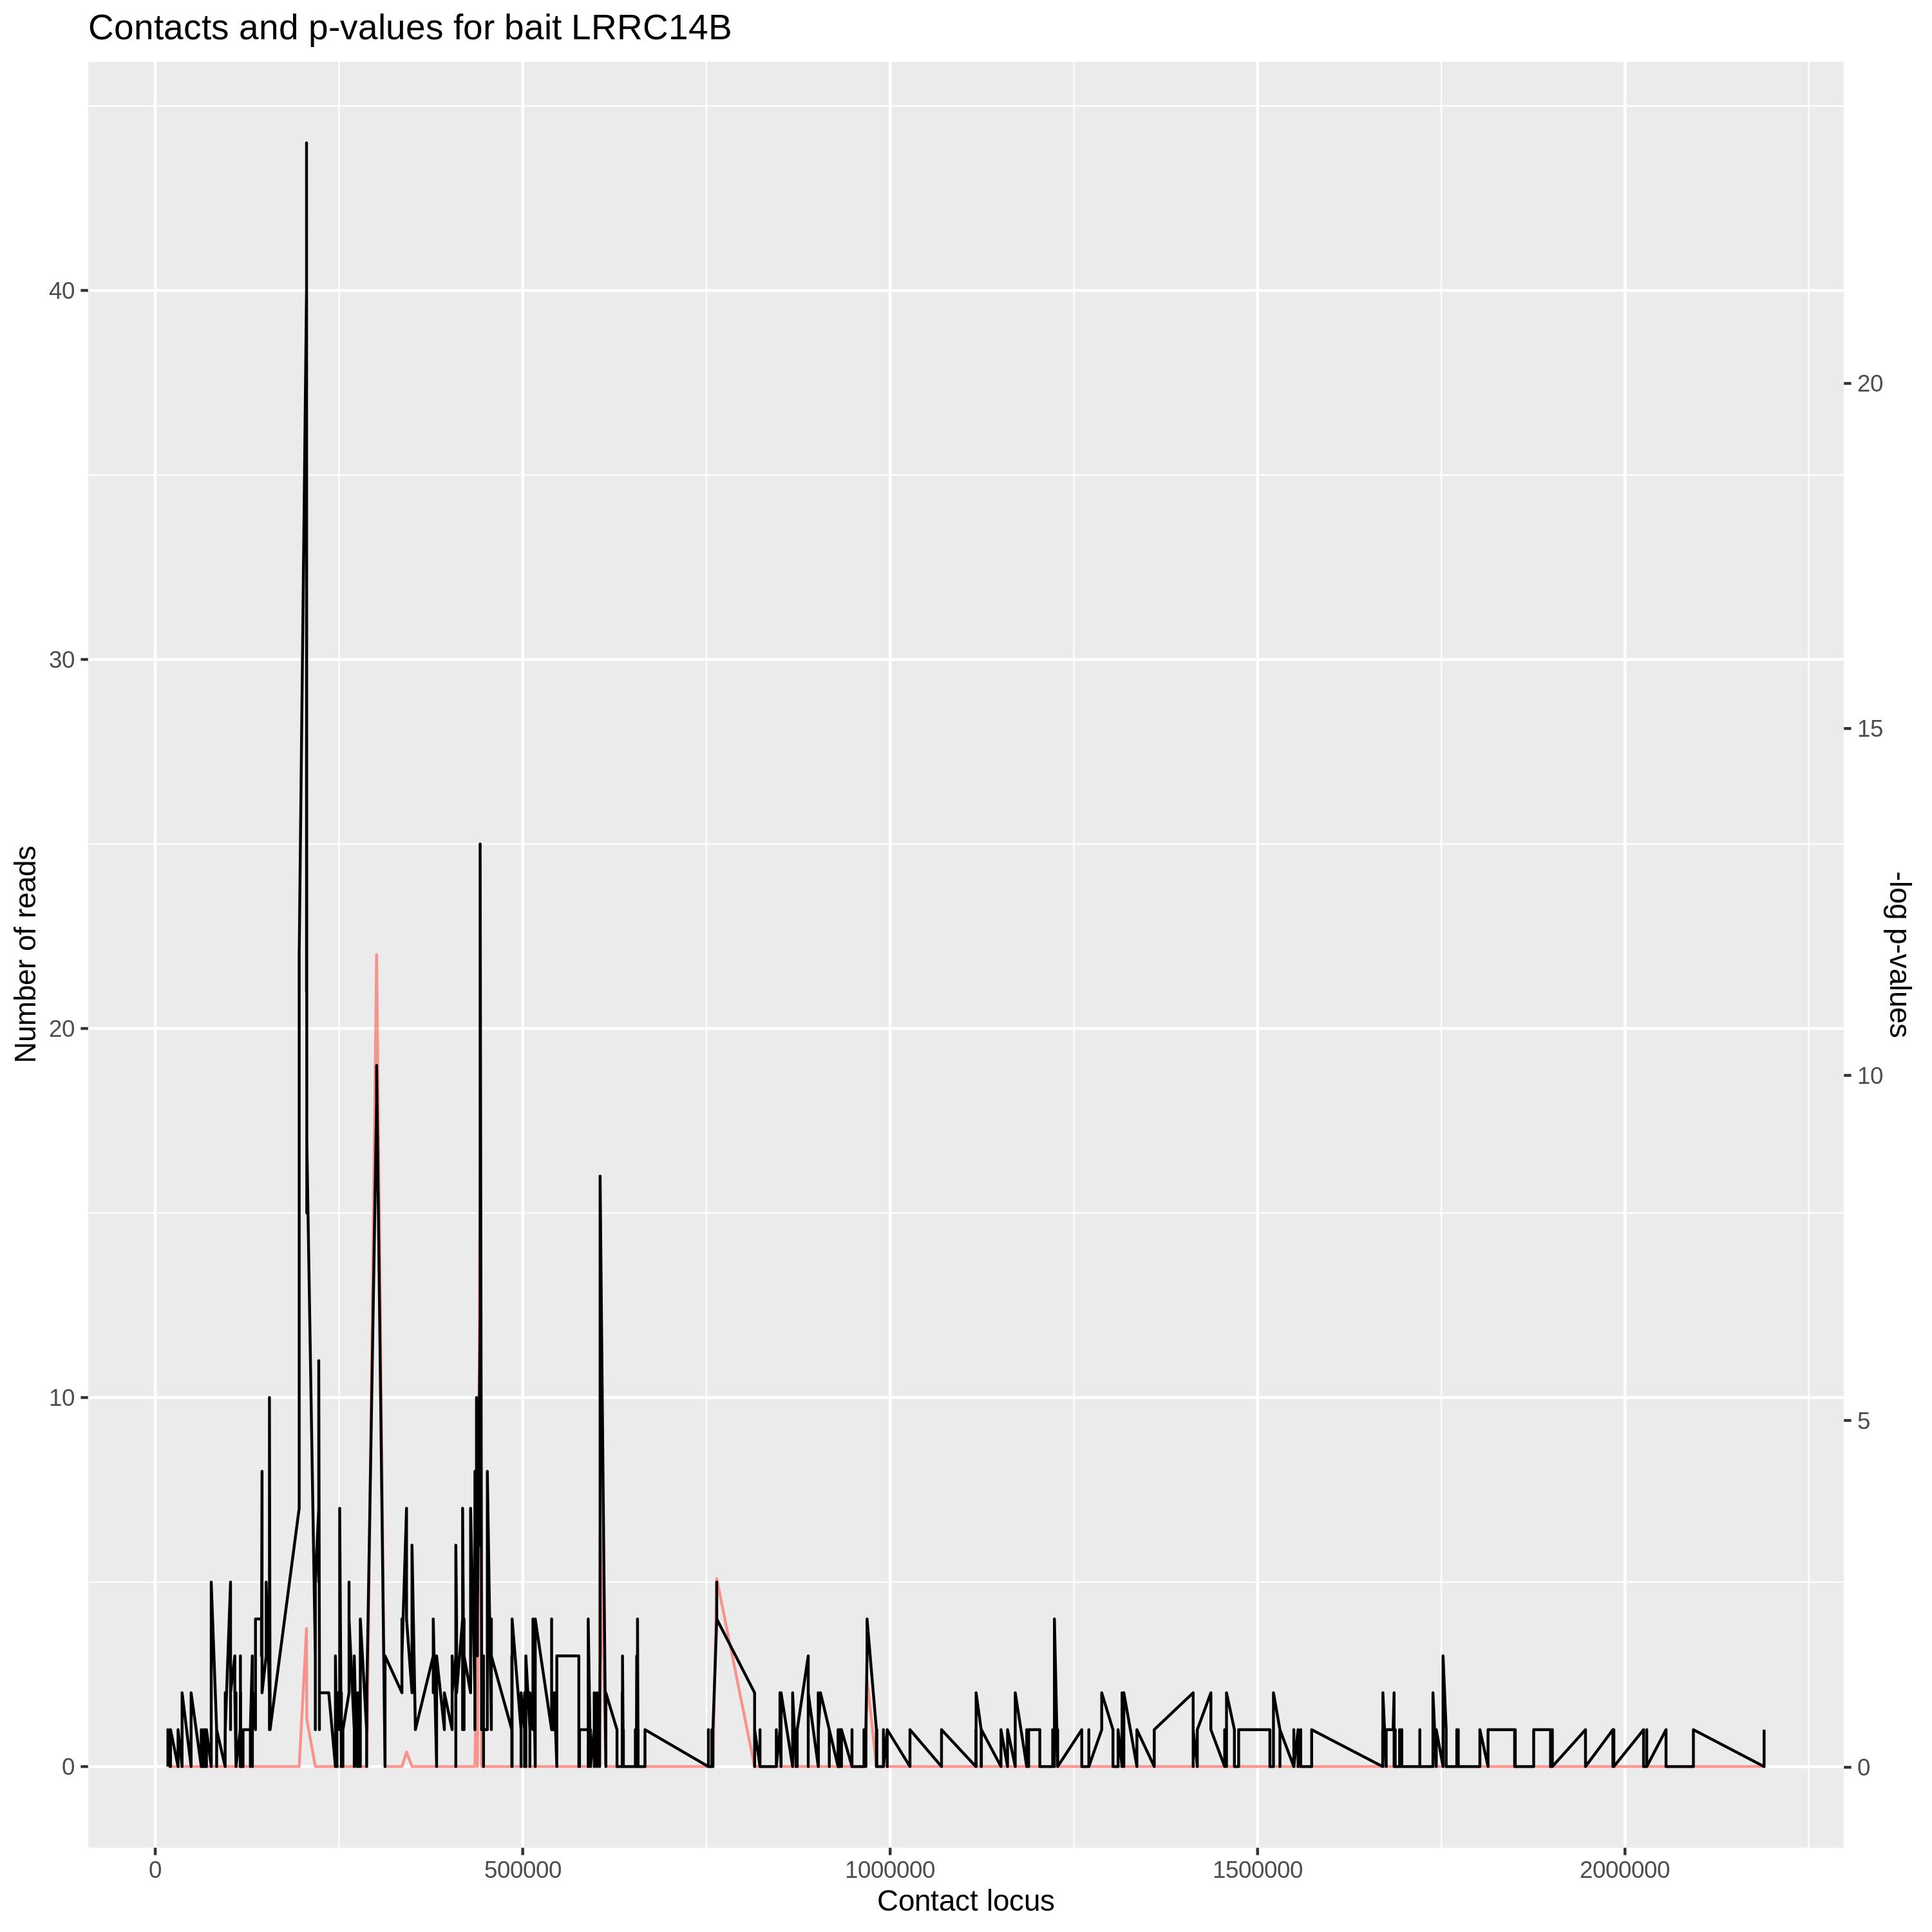 Contacts and p-values for bait LRRC14B
40
30
20
10
0
Number of reads
20
15
10
5
0
-log p-values
0 500000 1000000 1500000 2000000
Contact locus